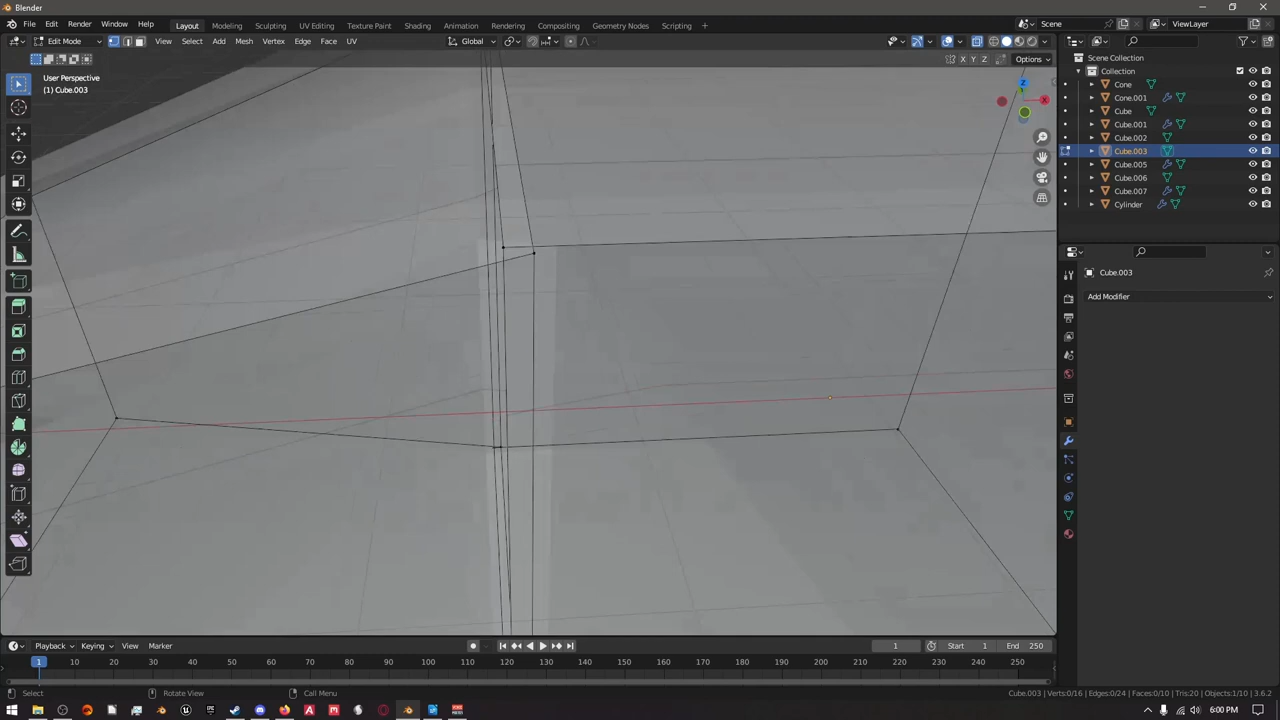 Blender
File Edit Render Window Help Layout Modeling Sculpting UV Editing Texture Paint Shading Animation Rendering Compositing Geometry Nodes Scripting + Scene ViewLayer
Edit Mode View Select Add Mesh Vertex Edge Face UV Global
X Y Z Options
User Perspective
(1) Cube.003
Z
X
Scene Collection
Collection
Cone
Cone.001
Cube
Cube.001
Cube.002
Cube.003
Cube.005
Cube.006
Cube.007
Cylinder
Cube.003
Add Modifier
Playback Keying View Marker 1 Start 1 End 250
1 10 20 30 40 50 60 70 80 90 100 110 120 130 140 150 160 170 180 190 200 210 220 230 240 250
Select Rotate View Call Menu Cube.003 | Verts:0/16 | Edges:0/24 | Faces:0/10 | Tris:20 | Objects:1/10 | 3.6.2
6:00 PM